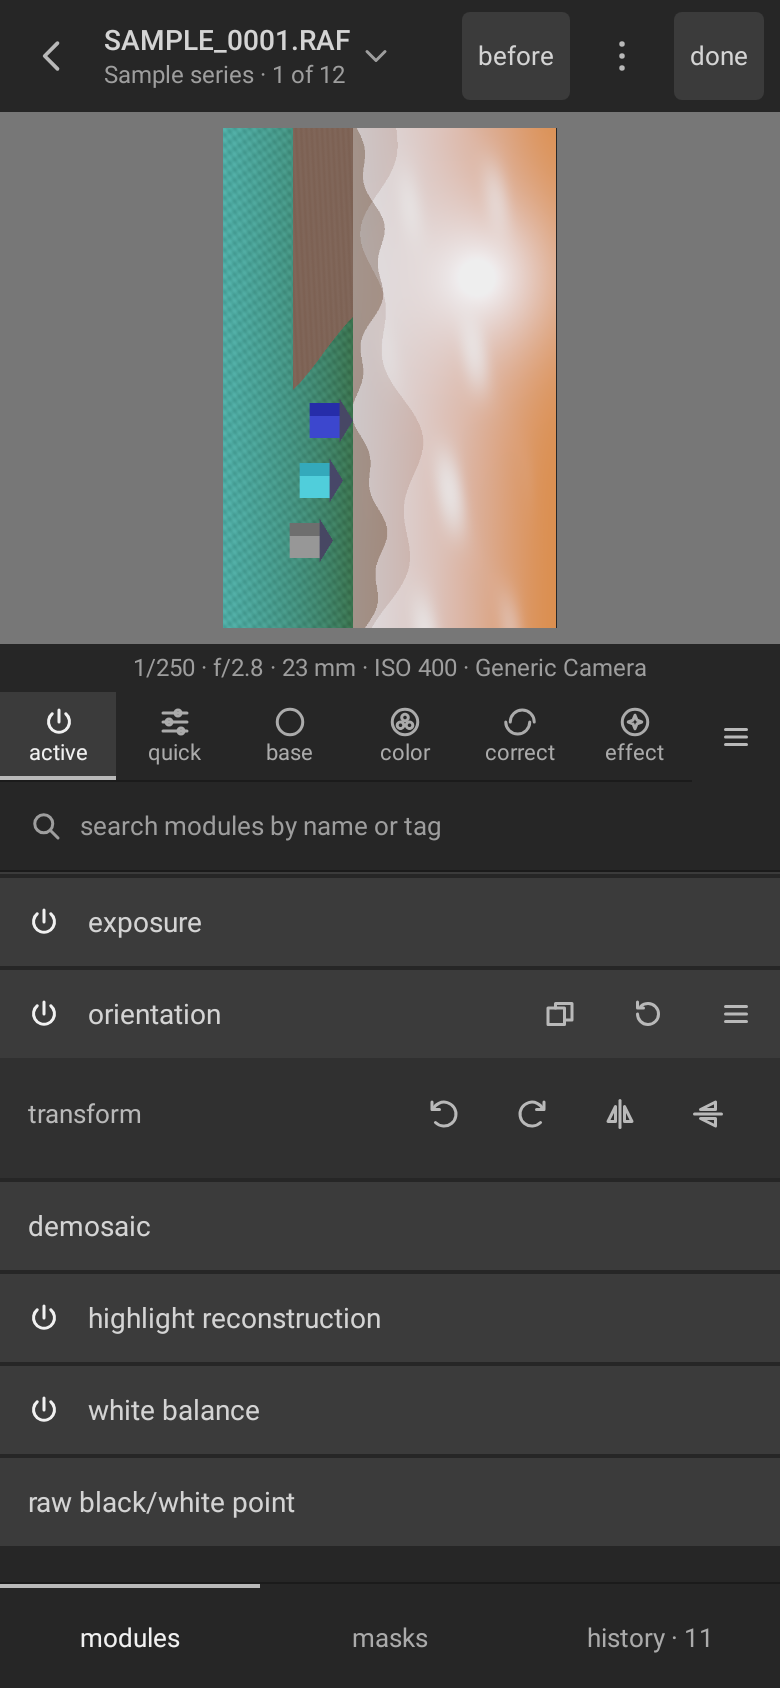 SAMPLE_0001.RAF
Sample series · 1 of 12
before
done
1/250 · f/2.8 · 23 mm · ISO 400 · Generic Camera
active
quick
base
color
correct
effect
search modules by name or tag
exposure
orientation
transform
demosaic
highlight reconstruction
white balance
raw black/white point
modules
masks
history · 11